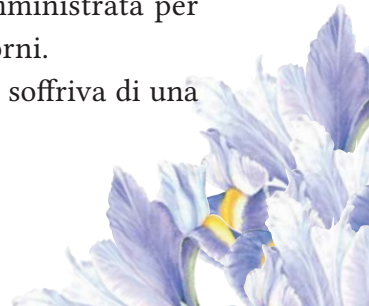 mministrata per
orni.
soffriva di una